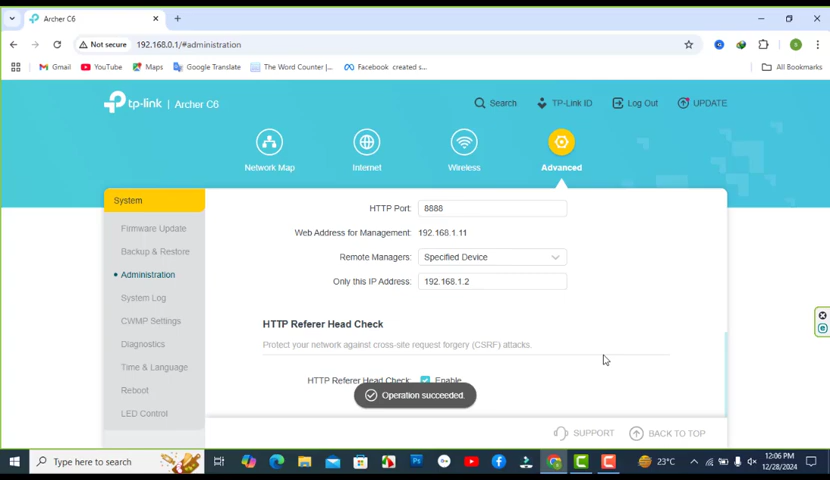 Archer C6
Not secure 192.168.0.1/#administration
Gmail YouTube Maps Google Translate The Word Counter |... Facebook created s... All Bookmarks
tp-link | Archer C6
Search TP-Link ID Log Out UPDATE
Network Map Internet Wireless Advanced
System
Firmware Update
Backup & Restore
Administration
System Log
CWMP Settings
Diagnostics
Time & Language
Reboot
LED Control
HTTP Port: 8888
Web Address for Management: 192.168.1.11
Remote Managers: Specified Device
Only this IP Address: 192.168.1.2
HTTP Referer Head Check
Protect your network against cross-site request forgery (CSRF) attacks.
HTTP Referer Head Check: Enable
Operation succeeded.
SUPPORT BACK TO TOP
Type here to search
23°C
12:06 PM
12/28/2024